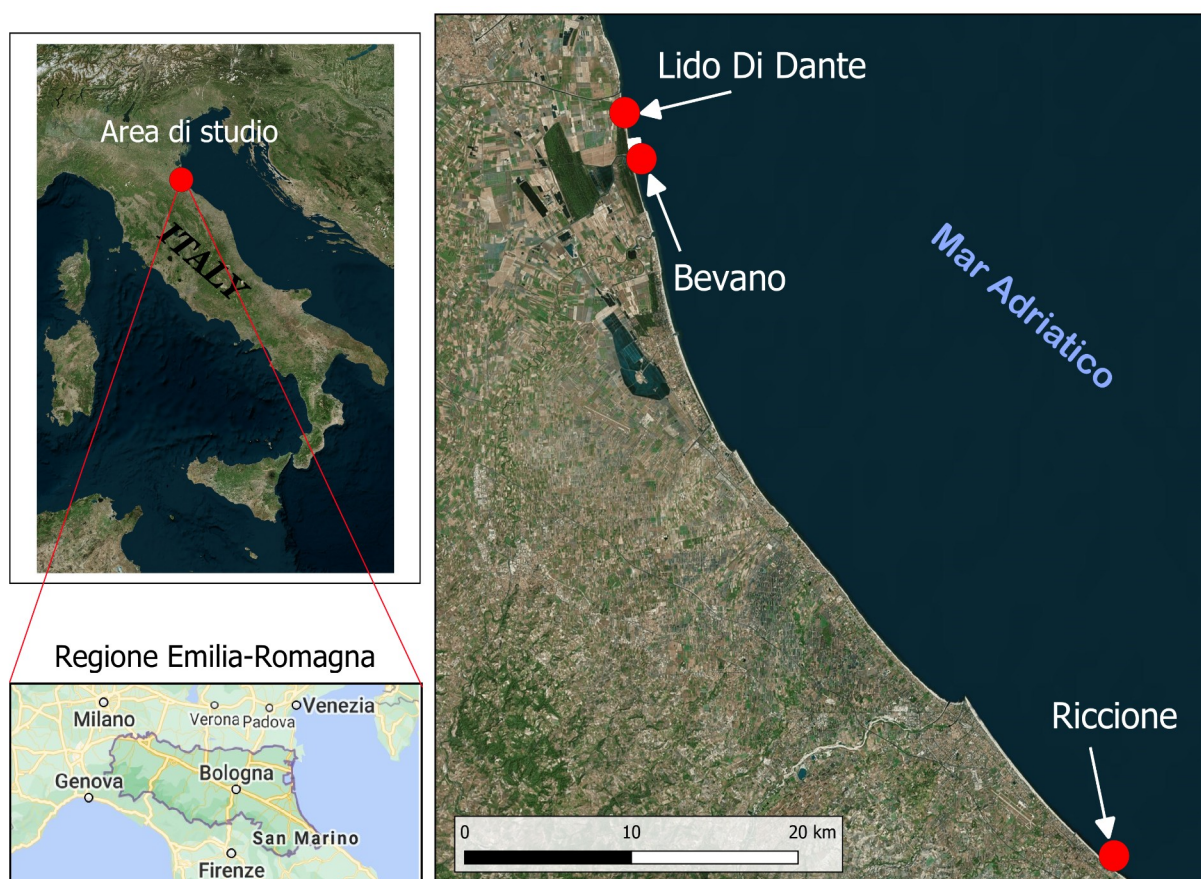 Area di studio
ITALY
Regione Emilia-Romagna
Milano
Verona
Padova
Venezia
Genova
Bologna
San Marino
Firenze
Lido Di Dante
Bevano
Mar Adriatico
Riccione
0 10 20 km